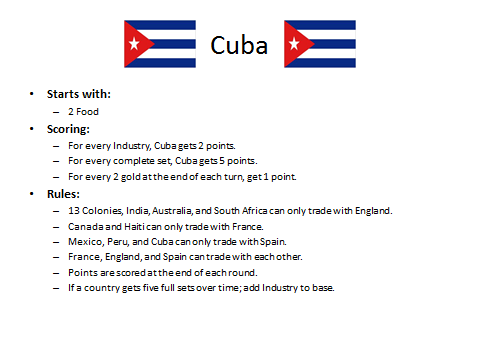 Cuba
• Starts with:
– 2 Food
• Scoring:
– For every Industry, Cuba gets 2 points.
– For every complete set, Cuba gets 5 points.
– For every 2 gold at the end of each turn, get 1 point.
• Rules:
– 13 Colonies, India, Australia, and South Africa can only trade with England.
– Canada and Haiti can only trade with France.
– Mexico, Peru, and Cuba can only trade with Spain.
– France, England, and Spain can trade with each other.
– Points are scored at the end of each round.
– If a country gets five full sets over time; add Industry to base.